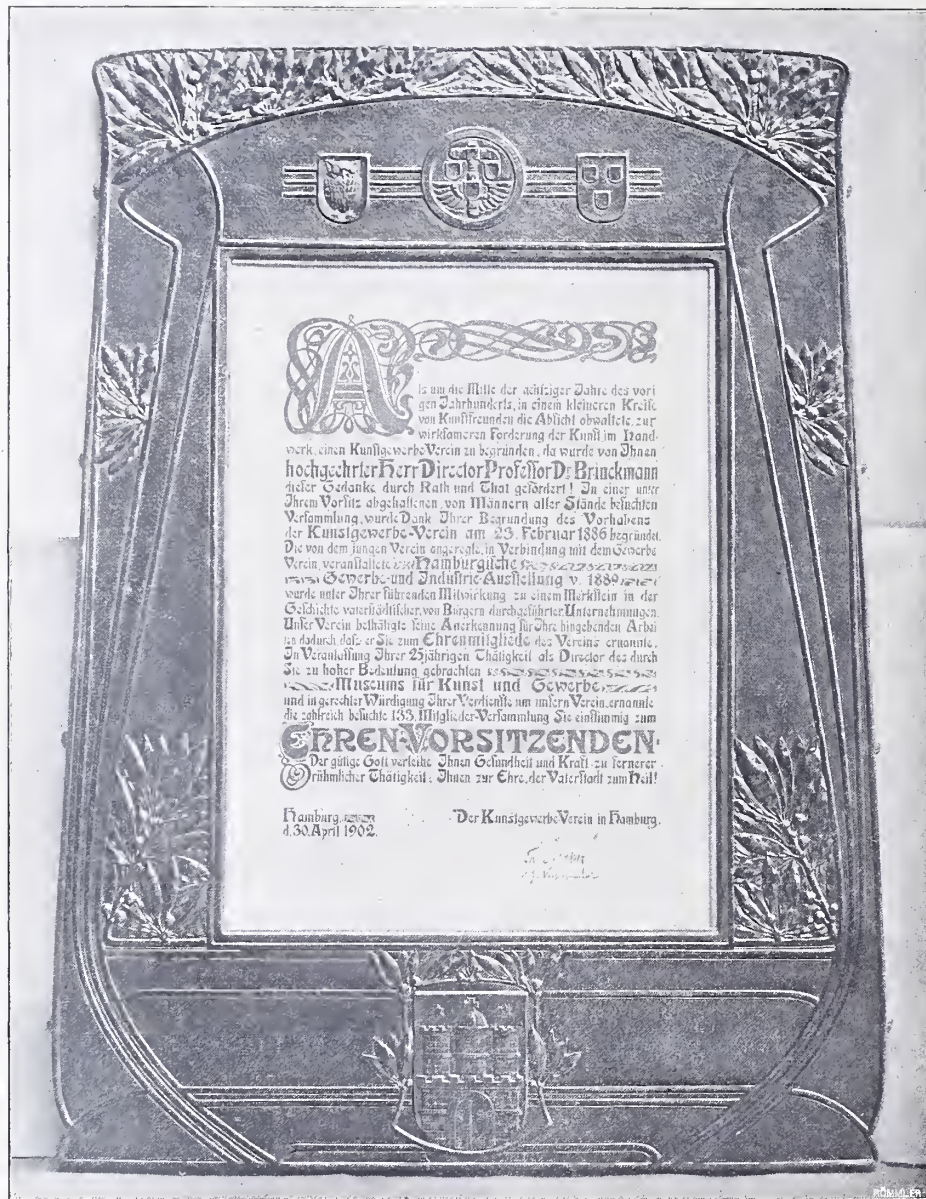 Als um die Mitte der achtziger Jahre des vori
gen Jahrhunderts, in einem kleineren Kreise
von Kunstfreunden die Absicht obwaltete, zur
wirksameren Förderung der Kunst im Hand-
werk, einen Kunstgewerbe-Verein zu begründen, da wurde von Ihnen
hochgeehrter Herr Director Professor Dr Brinckmann
dieser Gedanke durch Rath und That gefördert! In einer unter
Ihrem Vorsitz abgehaltenen, von Männern aller Stände besuchten
Versammlung, wurde Dank Ihrer Begründung des Vorhabens
der Kunstgewerbe-Verein am 23. Februar 1886 begründet.
Die von dem jungen Verein angeregte, in Verbindung mit dem Gewerbe
Verein, veranstaltete Hamburgische
Gewerbe-und Industrie-Ausstellung v. 1889
wurde unter Ihrer führenden Mitwirkung zu einem Markstein in der
Geschichte vaterstädtischer, von Bürgern durchgeführter Unternehmungen.
Unser Verein bethätigte seine Anerkennung für Ihre hingebenden Arbei
ten dadurch, daß er Sie zum Ehrenmitgliede des Vereins ernannte.
In Veranlassung Ihrer 25jährigen Thätigkeit als Director des durch
Sie zu hoher Bedeutung gebrachten
Museums für Kunst und Gewerbe
und in gerechter Würdigung Ihrer Verdienste um unsern Verein, ernannte
die zahlreich besuchte 133. Mitglieder-Versammlung Sie einstimmig zum
EHREN-VORSITZENDEN.
Der gütige Gott verleihe Ihnen Gesundheit und Kraft zu fernerer
rühmlicher Thätigkeit; Ihnen zur Ehre, der Vaterstadt zum Heil!
Hamburg,
d. 30. April 1902.
Der Kunstgewerbe-Verein in Hamburg.
RÖMMLER